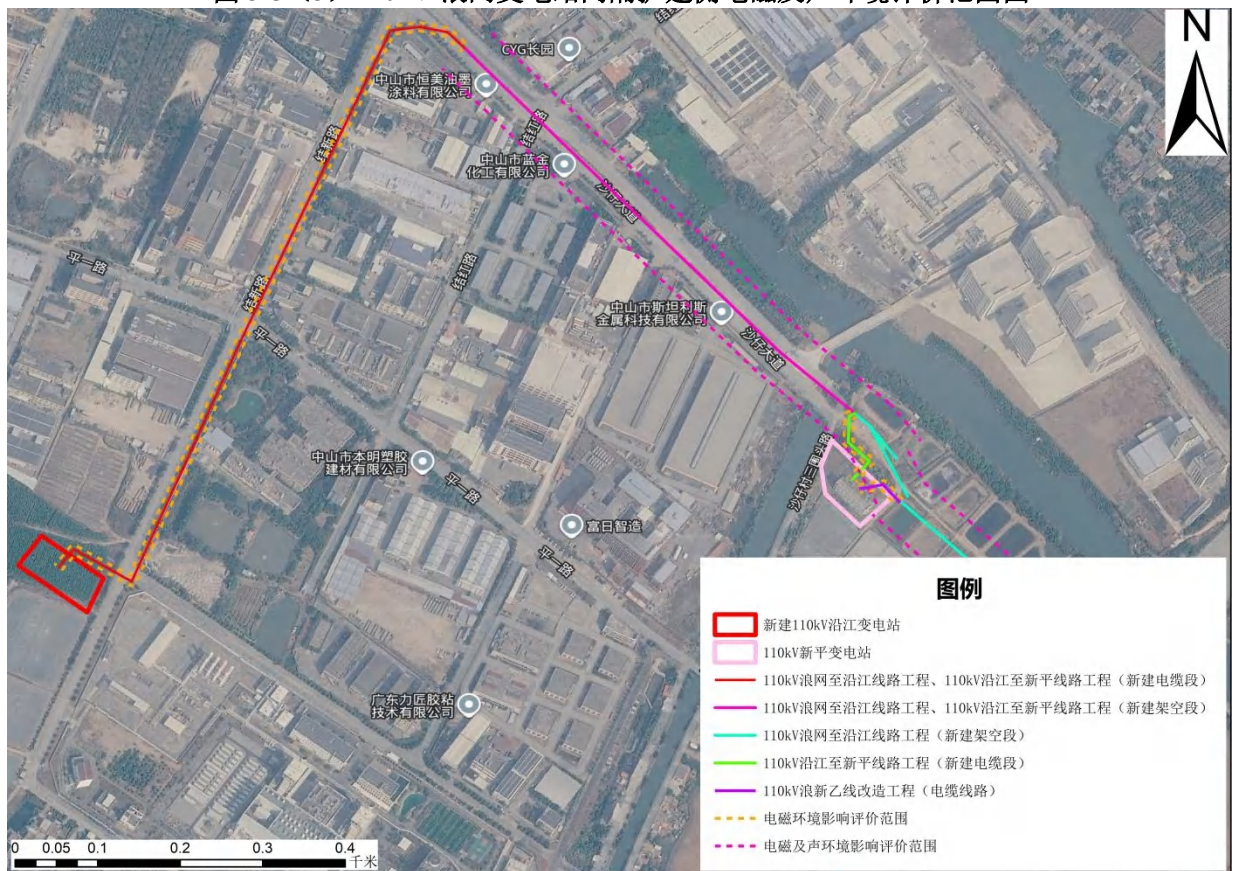 N
CYG长园
中山市恒美油墨
涂料有限公司
结红路
结新路
中山市蓝金
化工有限公司
沙仔大道
平一路
结红路
结新路
平一路
中山市斯坦利斯
金属科技有限公司
沙仔大道
中山市本明塑胶
建材有限公司
平一路
沙仔村三围头路
富日智造
平一路
广东力匠胶粘
技术有限公司
图例
新建110kV沿江变电站
110kV新平变电站
110kV浪网至沿江线路工程、110kV沿江至新平线路工程（新建电缆段）
110kV浪网至沿江线路工程、110kV沿江至新平线路工程（新建架空段）
110kV浪网至沿江线路工程（新建架空段）
110kV沿江至新平线路工程（新建电缆段）
110kV浪新乙线改造工程（电缆线路）
电磁环境影响评价范围
电磁及声环境影响评价范围
0 0.05 0.1 0.2 0.3 0.4
千米